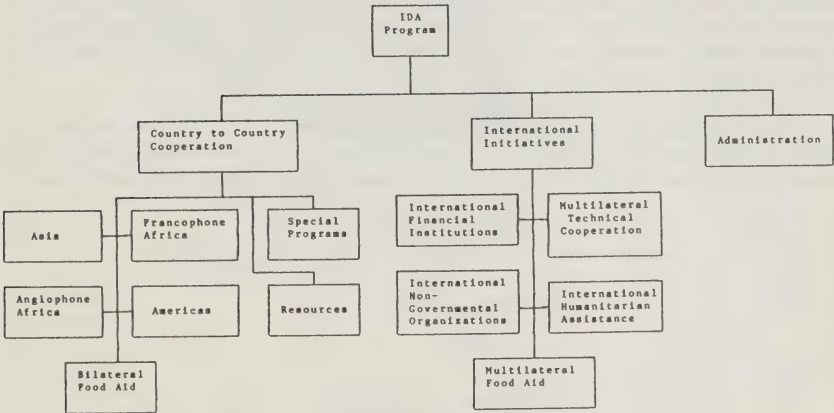 IDA
Program
Country to Country
Cooperation
International
Initiatives
Administration
Asia
Francophone
Africa
Special
Programs
International
Financial
Institutions
Multilateral
Technical
Cooperation
Anglophone
Africa
Americas
Resources
International
Non-
Governmental
Organizations
International
Humanitarian
Assistance
Bilateral
Food Aid
Multilateral
Food Aid